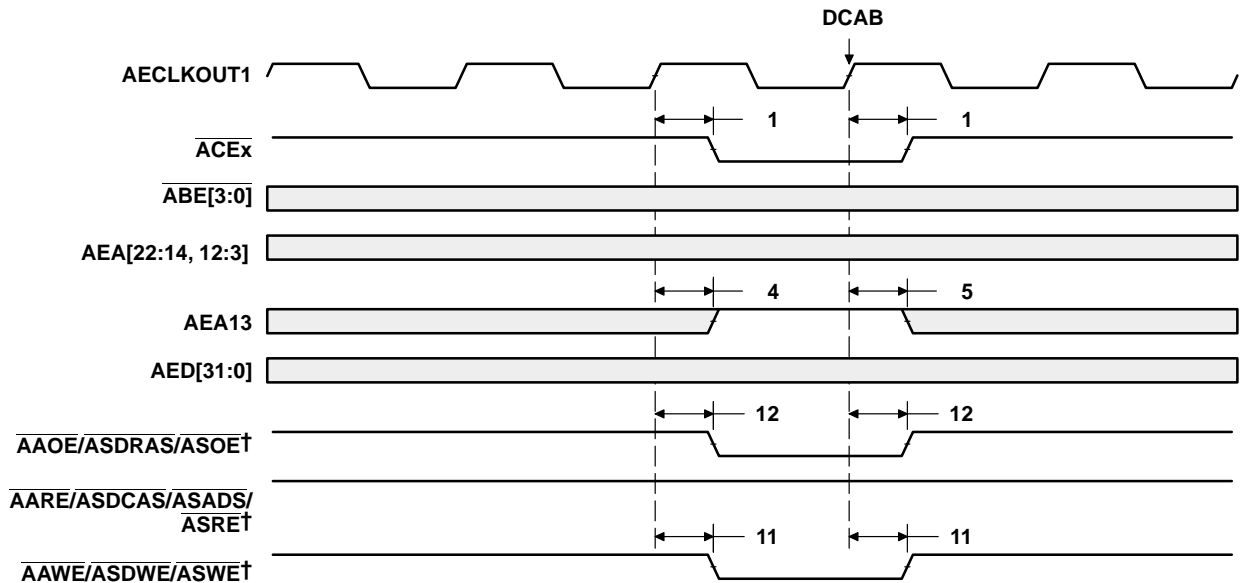 DCAB
AECLKOUT1
1 1
ACEx
ABE[3:0]
AEA[22:14, 12:3]
4 5
AEA13
AED[31:0]
12 12
AAOE/ASDRAS/ASOE†
AARE/ASDCAS/ASADS/
ASRE†
11 11
AAWE/ASDWE/ASWE†